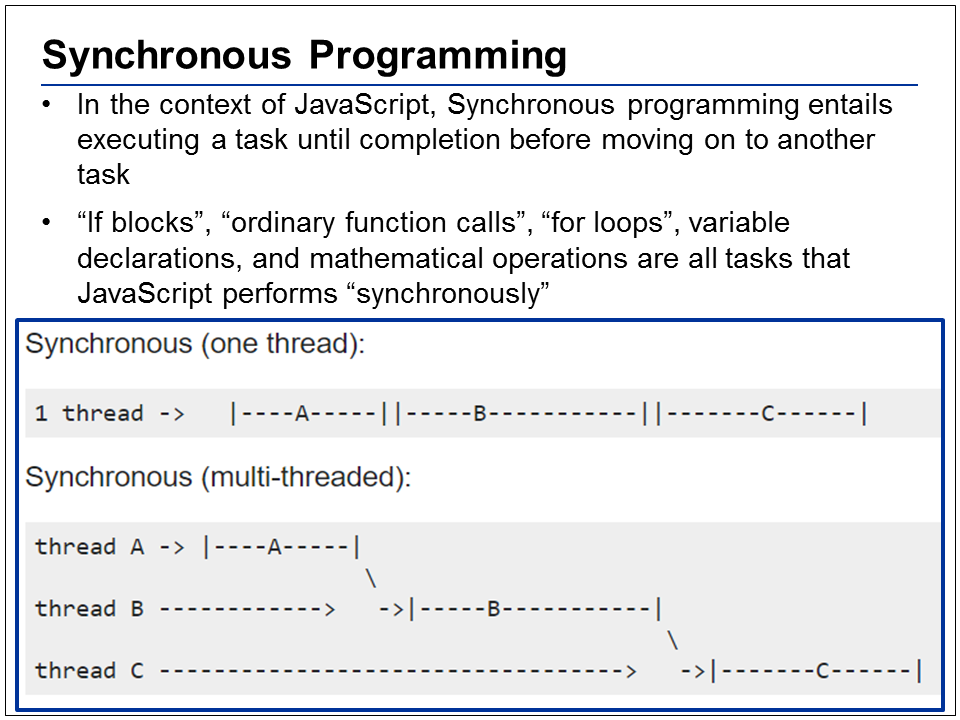 Synchronous Programming
• In the context of JavaScript, Synchronous programming entails
executing a task until completion before moving on to another
task
• “If blocks”, “ordinary function calls”, “for loops”, variable
declarations, and mathematical operations are all tasks that
JavaScript performs “synchronously”
Synchronous (one thread):
1 thread ->   |----A-----||-----B-----------||-------C------|
Synchronous (multi-threaded):
thread A -> |----A-----|
\
thread B ------------>   ->|-----B-----------|
\
thread C ---------------------------------->   ->|-------C------|